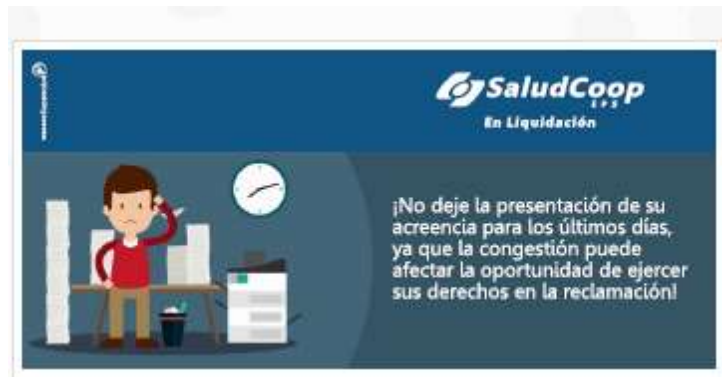 SaludCoop
EPS
En Liquidación
¡No deje la presentación de su
acreencia para los últimos días,
ya que la congestión puede
afectar la oportunidad de ejercer
sus derechos en la reclamación!